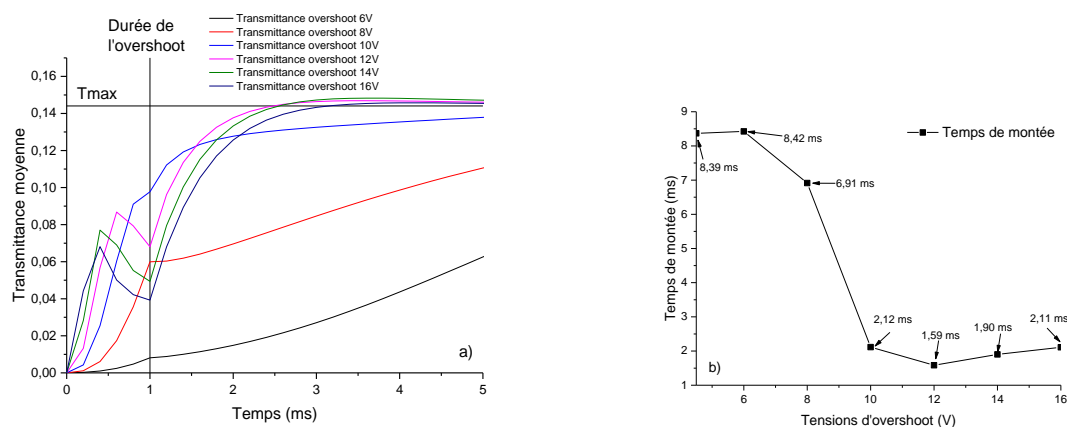 Durée de
l'overshoot
Transmittance overshoot 6V
Transmittance overshoot 8V
Transmittance overshoot 10V
Transmittance overshoot 12V
Transmittance overshoot 14V
Transmittance overshoot 16V
Tmax
0,16
0,14
0,12
0,10
0,08
0,06
0,04
0,02
0,00
Transmittance moyenne
0
1
2
3
4
5
Temps (ms)
a)
Temps de montée
9
8
7
6
5
4
3
2
1
Temps de montée (ms)
8,39 ms
8,42 ms
6,91 ms
2,12 ms
1,59 ms
1,90 ms
2,11 ms
b)
6
8
10
12
14
16
Tensions d'overshoot (V)